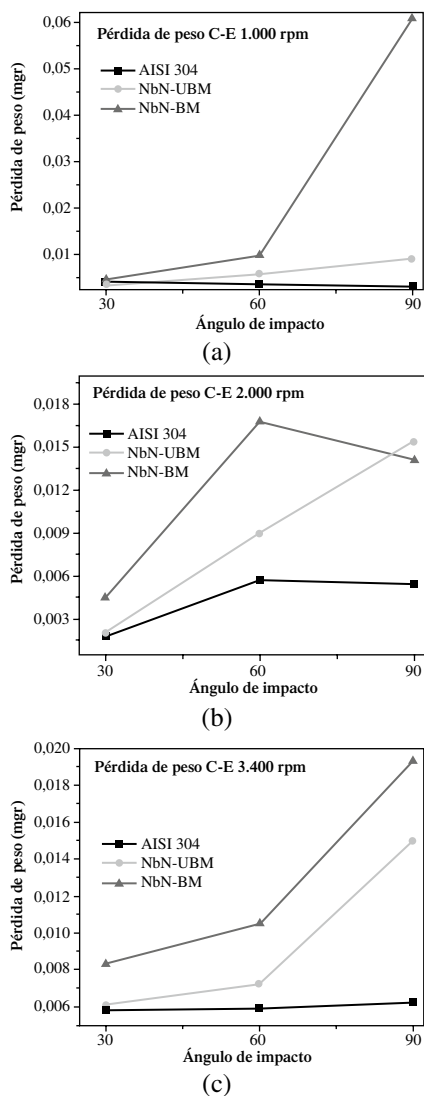 Pérdida de peso C-E 1.000 rpm
AISI 304
NbN-UBM
NbN-BM
Pérdida de peso (mgr)
0,06
0,05
0,04
0,03
0,02
0,01
30
60
90
Ángulo de impacto
(a)
Pérdida de peso C-E 2.000 rpm
AISI 304
NbN-UBM
NbN-BM
Pérdida de peso (mgr)
0,018
0,015
0,012
0,009
0,006
0,003
30
60
90
Ángulo de impacto
(b)
Pérdida de peso C-E 3.400 rpm
AISI 304
NbN-UBM
NbN-BM
Pérdida de peso (mgr)
0,020
0,018
0,016
0,014
0,012
0,010
0,008
0,006
30
60
90
Ángulo de impacto
(c)